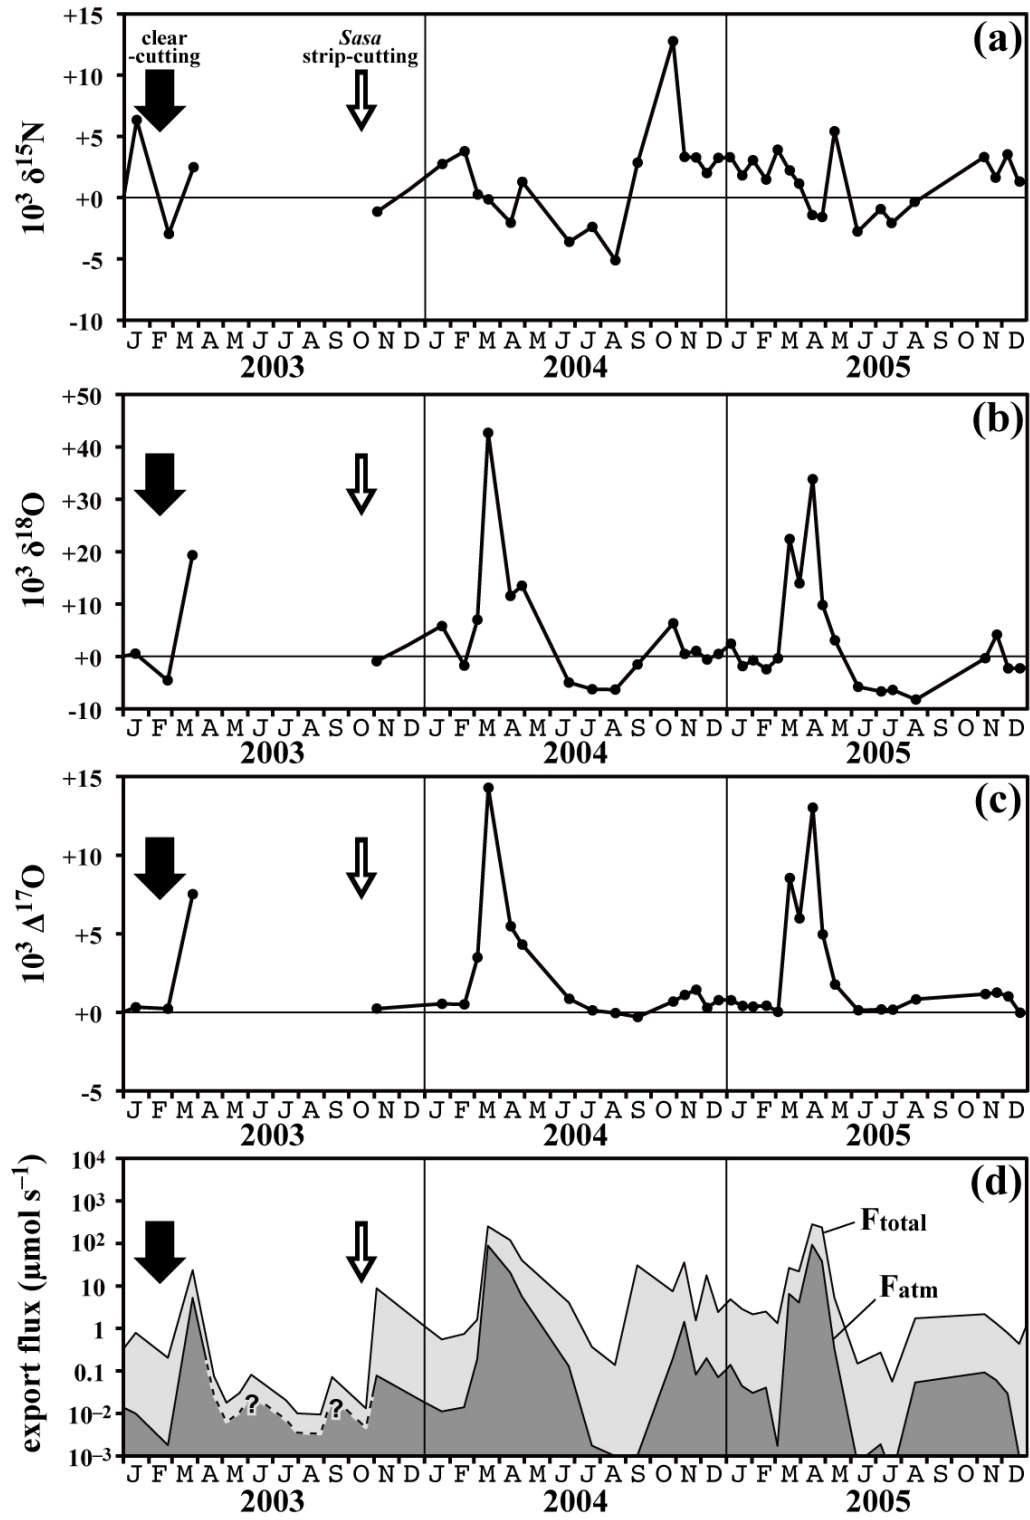 (a)
clear
-cutting
Sasa
strip-cutting
10³ δ¹⁵N
+15
+10
+5
+0
-5
-10
J F M A M J J A S O N D J F M A M J J A S O N D J F M A M J J A S O N D
2003 2004 2005
(b)
10³ δ¹⁸O
+50
+40
+30
+20
+10
+0
-10
J F M A M J J A S O N D J F M A M J J A S O N D J F M A M J J A S O N D
2003 2004 2005
(c)
10³ Δ¹⁷O
+15
+10
+5
+0
-5
J F M A M J J A S O N D J F M A M J J A S O N D J F M A M J J A S O N D
2003 2004 2005
(d)
export flux (μmol s⁻¹)
10⁴
10³
10²
10
1
0.1
10⁻²
10⁻³
Ftotal
Fatm
? ?
J F M A M J J A S O N D J F M A M J J A S O N D J F M A M J J A S O N D
2003 2004 2005